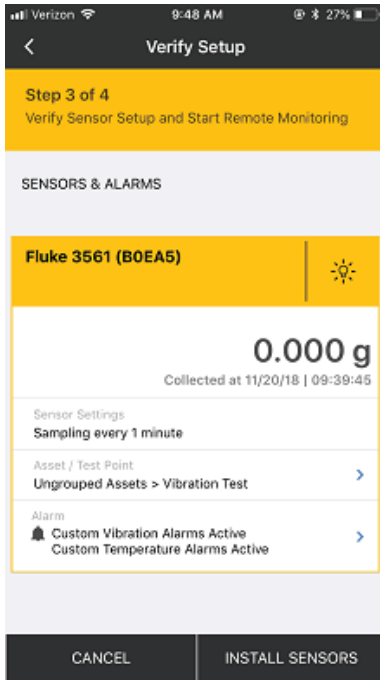 Verizon 9:48 AM 27%
Verify Setup
Step 3 of 4
Verify Sensor Setup and Start Remote Monitoring
SENSORS & ALARMS
Fluke 3561 (B0EA5)
0.000 g
Collected at 11/20/18 | 09:39:45
Sensor Settings
Sampling every 1 minute
Asset / Test Point
Ungrouped Assets > Vibration Test
Alarm
Custom Vibration Alarms Active
Custom Temperature Alarms Active
CANCEL INSTALL SENSORS